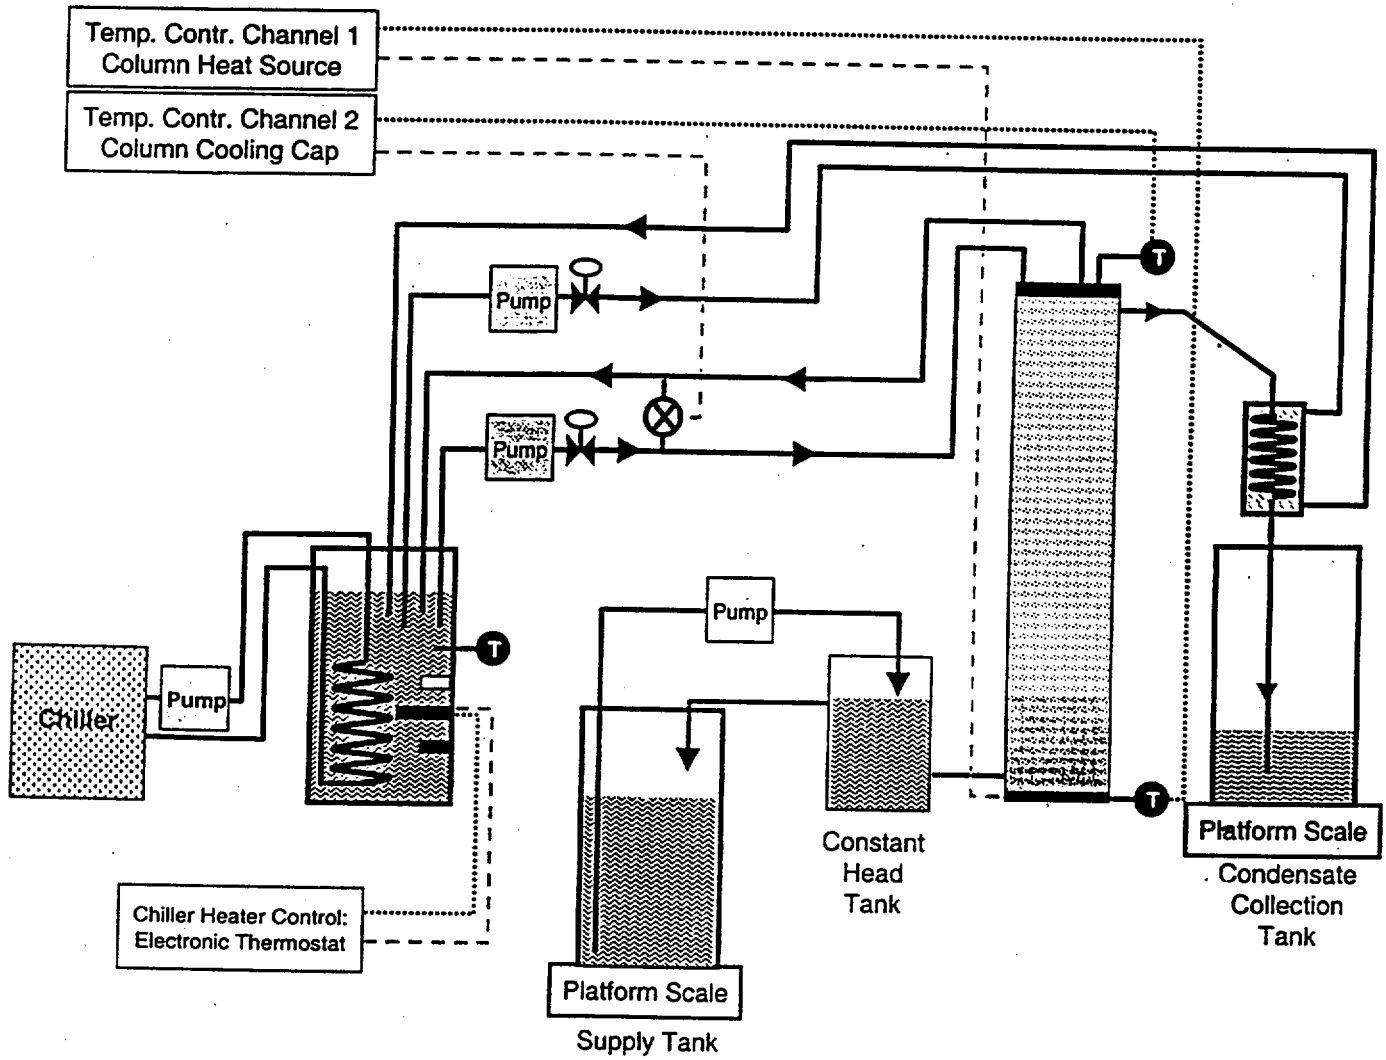 Temp. Contr. Channel 1
Column Heat Source
Temp. Contr. Channel 2
Column Cooling Cap
T
Pump
Pump
Pump
T
Chiller
Pump
T
Platform Scale
Constant
Head
Tank
Condensate
Collection
Tank
Chiller Heater Control:
Electronic Thermostat
Platform Scale
Supply Tank